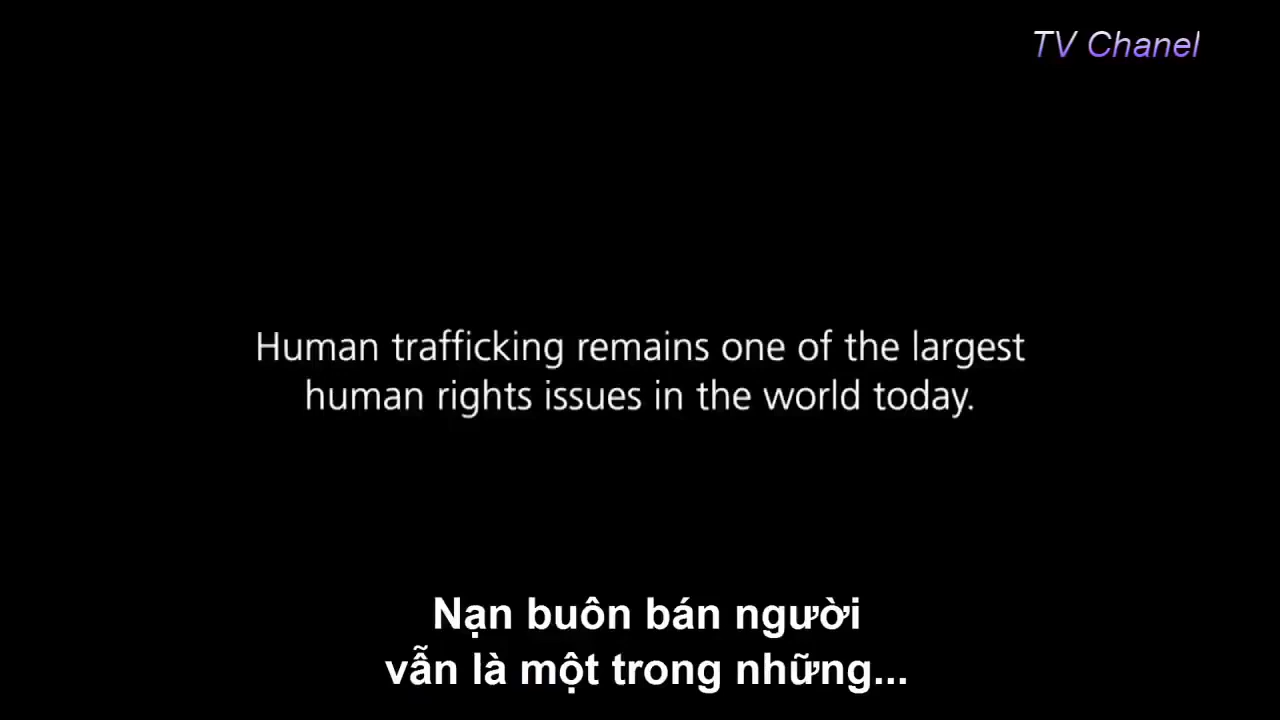 TV Chanel
Human trafficking remains one of the largest
human rights issues in the world today.
Nạn buôn bán người
vẫn là một trong những...